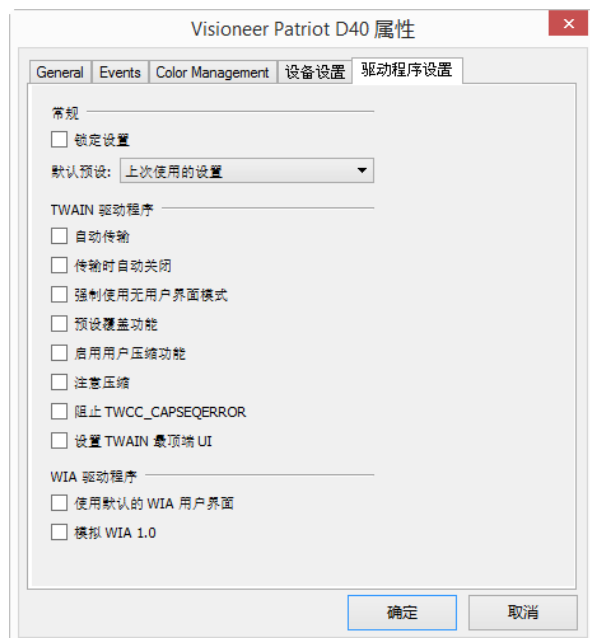 Visioneer Patriot D40 属性
General Events Color Management 设备设置 驱动程序设置
常规
锁定设置
默认预设: 上次使用的设置
TWAIN 驱动程序
自动传输
传输时自动关闭
强制使用无用户界面模式
预设覆盖功能
启用用户压缩功能
注意压缩
阻止 TWCC_CAPSEQERROR
设置 TWAIN 最顶端 UI
WIA 驱动程序
使用默认的 WIA 用户界面
模拟 WIA 1.0
确定 取消